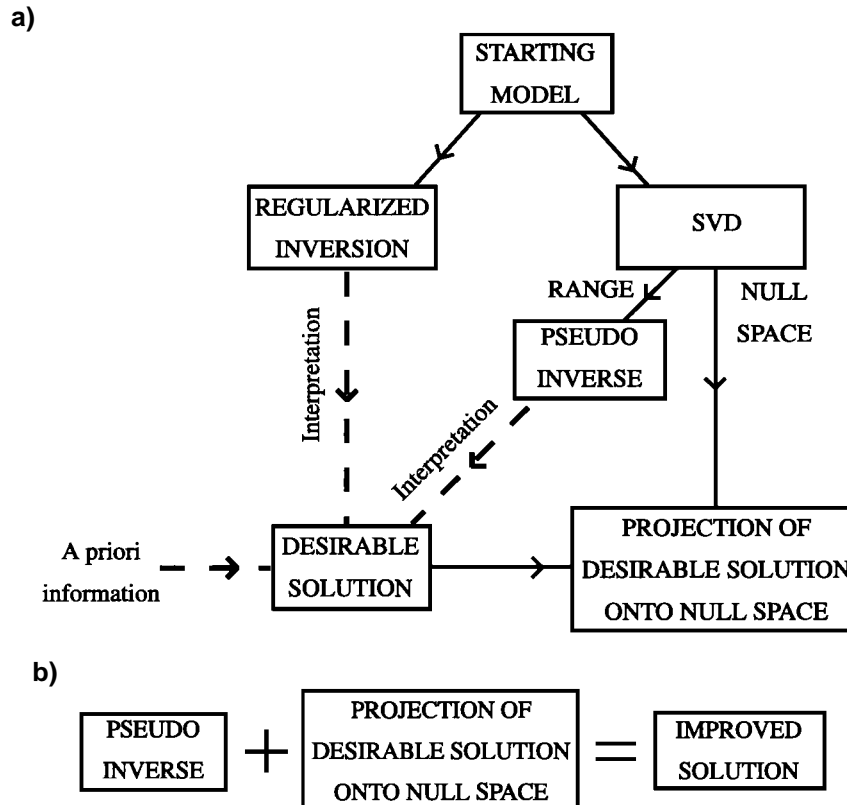 a)
STARTING
MODEL
REGULARIZED
INVERSION
SVD
RANGE
NULL
SPACE
PSEUDO
INVERSE
Interpretation
Interpretation
A priori
information
DESIRABLE
SOLUTION
PROJECTION OF
DESIRABLE SOLUTION
ONTO NULL SPACE
b)
PSEUDO
INVERSE
+
PROJECTION OF
DESIRABLE SOLUTION
ONTO NULL SPACE
=
IMPROVED
SOLUTION